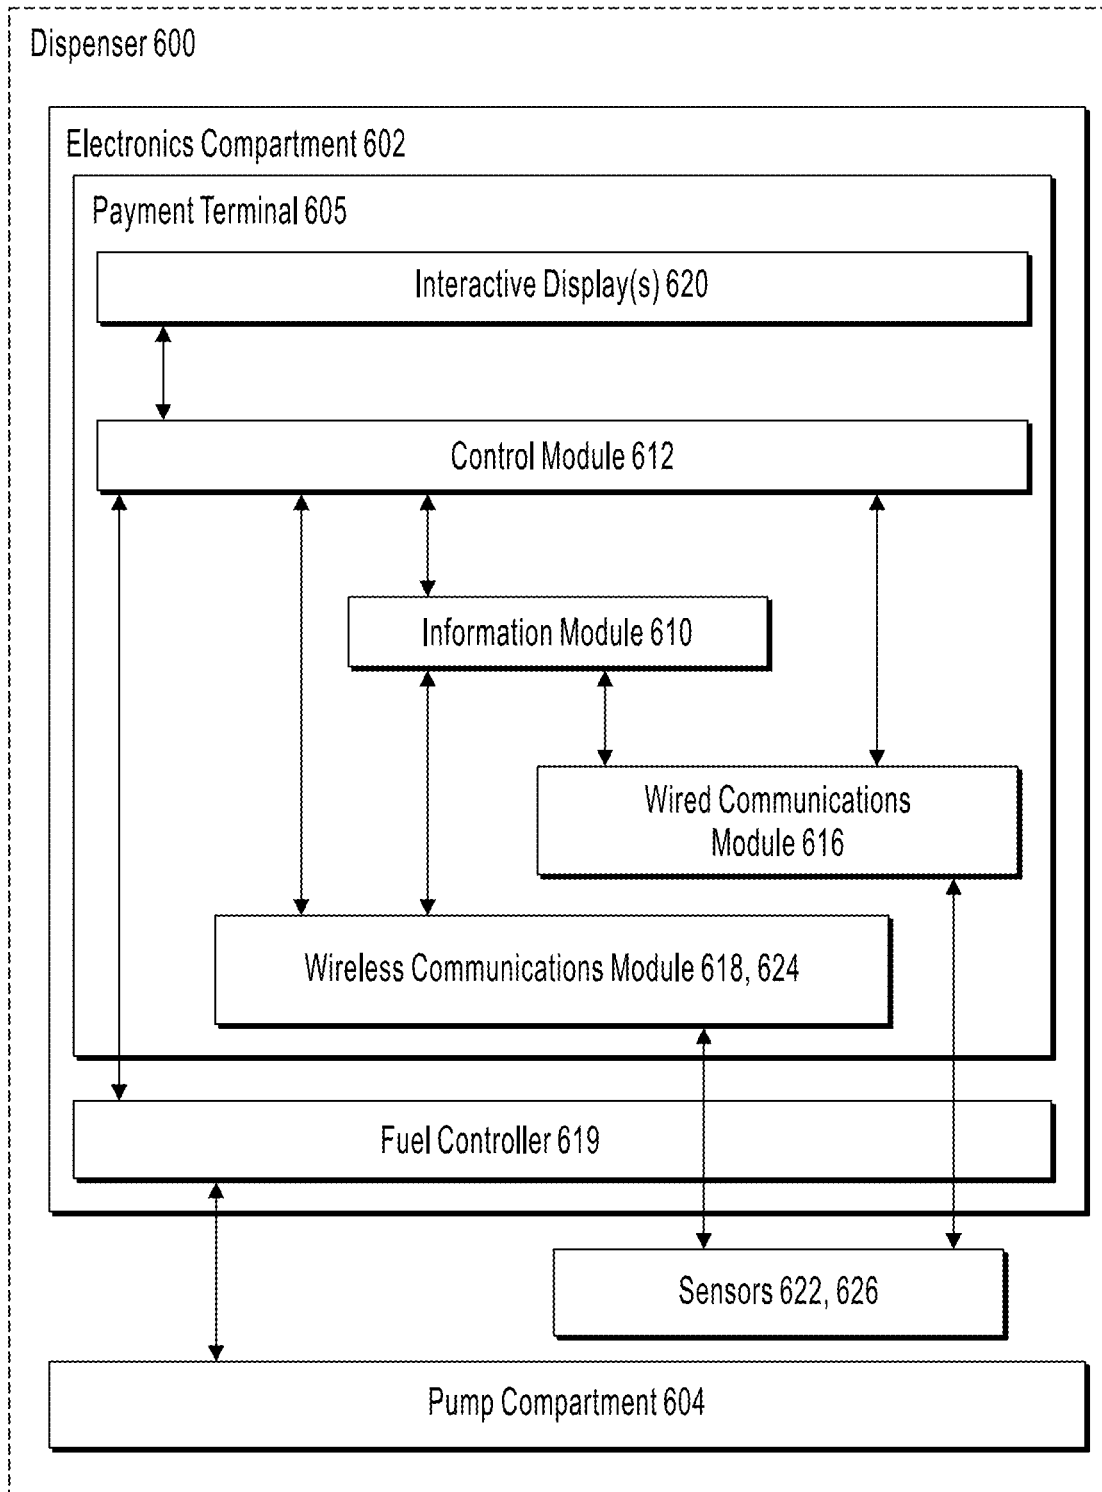 Dispenser 600
Electronics Compartment 602
Payment Terminal 605
Interactive Display(s) 620
Control Module 612
Information Module 610
Wired Communications
Module 616
Wireless Communications Module 618, 624
Fuel Controller 619
Sensors 622, 626
Pump Compartment 604